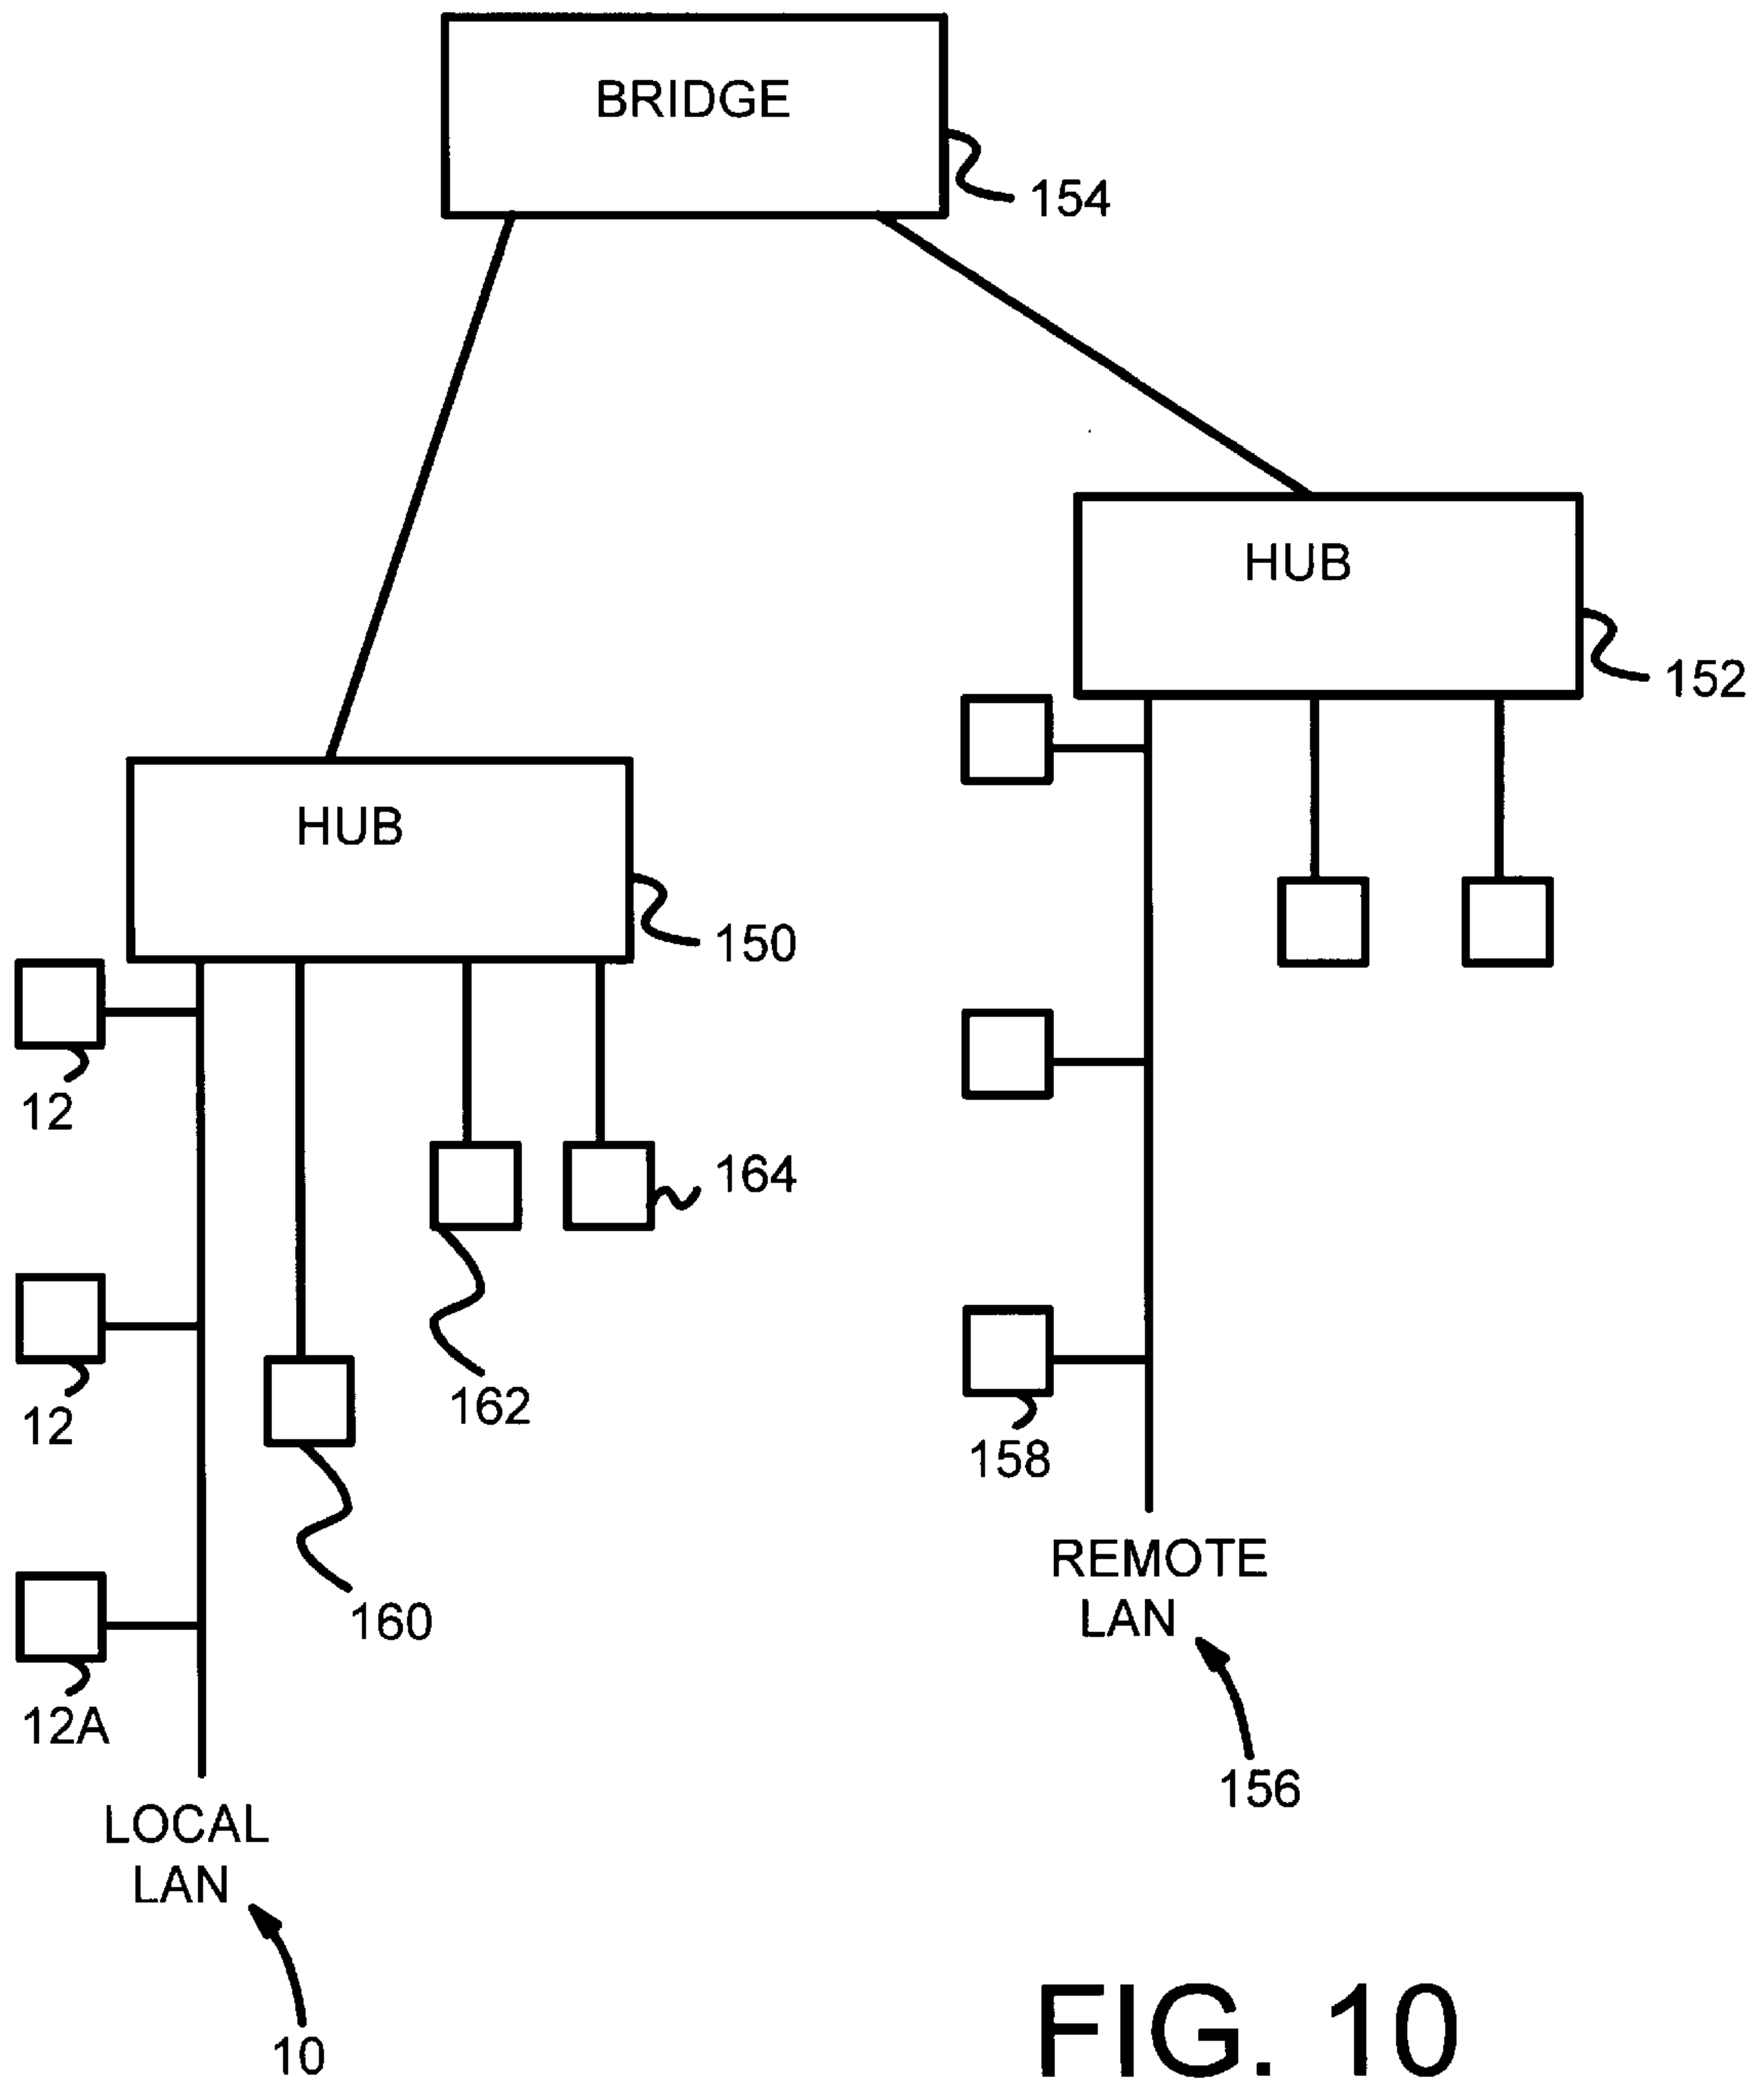 BRIDGE
154
HUB
152
HUB
150
12
164
12
162
158
160
REMOTE
LAN
12A
156
LOCAL
LAN
10
FIG. 10